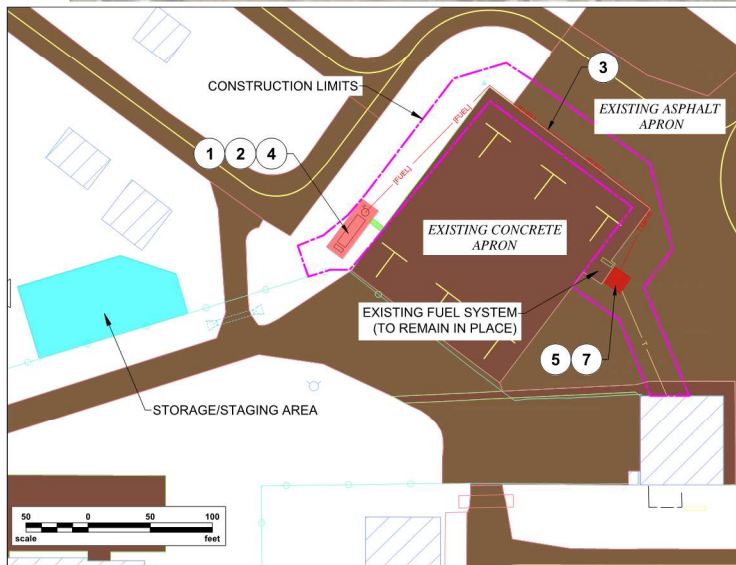 CONSTRUCTION LIMITS
3
EXISTING ASPHALT
APRON
1 2 4
[FUEL]
[FUEL]
EXISTING CONCRETE
APRON
EXISTING FUEL SYSTEM
(TO REMAIN IN PLACE)
5 7
T
STORAGE/STAGING AREA
50 0 50 100
scale feet